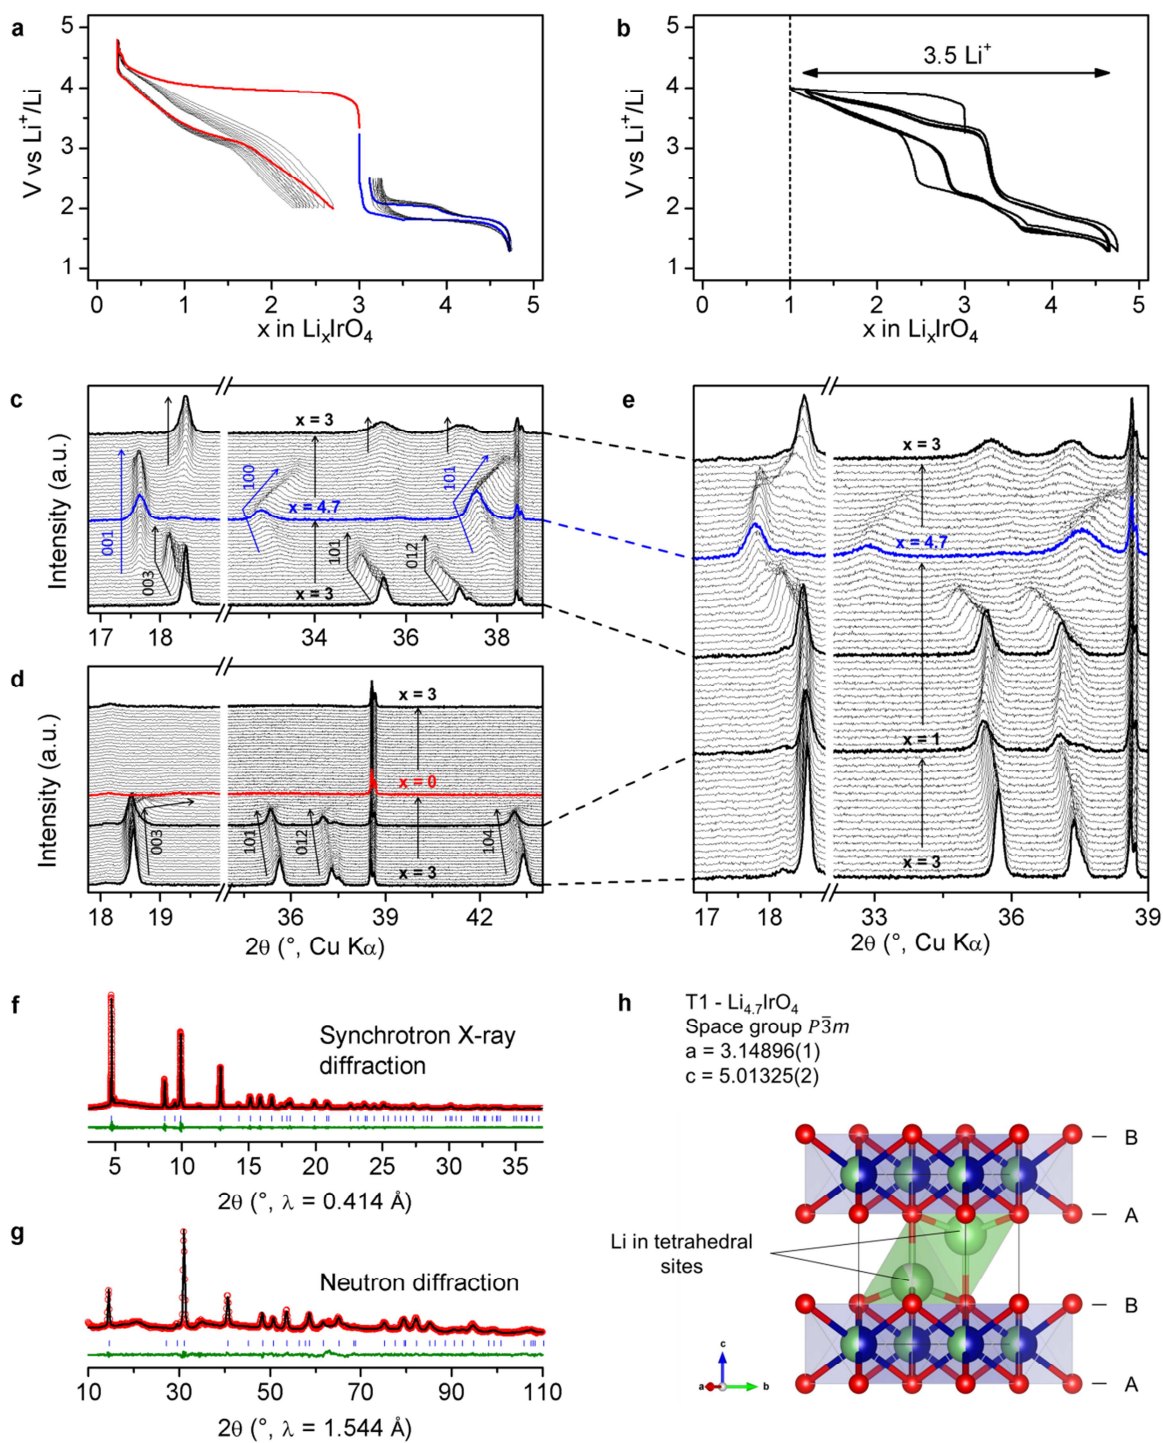 a
5
4
3
2
1
V vs Li⁺/Li
0 1 2 3 4 5
x in LiₓIrO₄
b
5
4
3
2
1
V vs Li⁺/Li
3.5 Li⁺
0 1 2 3 4 5
x in LiₓIrO₄
c
Intensity (a.u.)
x = 3
100
101
x = 4.7
001
003
101
012
x = 3
17 18 34 36 38
d
Intensity (a.u.)
x = 3
x = 0
003
101
012
104
x = 3
18 19 36 39 42
2θ (°, Cu Kα)
e
x = 3
x = 4.7
x = 1
x = 3
17 18 33 36 39
2θ (°, Cu Kα)
f
Synchrotron X-ray
diffraction
5 10 15 20 25 30 35
2θ (°, λ = 0.414 Å)
g
Neutron diffraction
10 30 50 70 90 110
2θ (°, λ = 1.544 Å)
h
T1 - Li₄.₇IrO₄
Space group P3̅m
a = 3.14896(1)
c = 5.01325(2)
B
A
Li in tetrahedral
sites
B
A
c
a
b